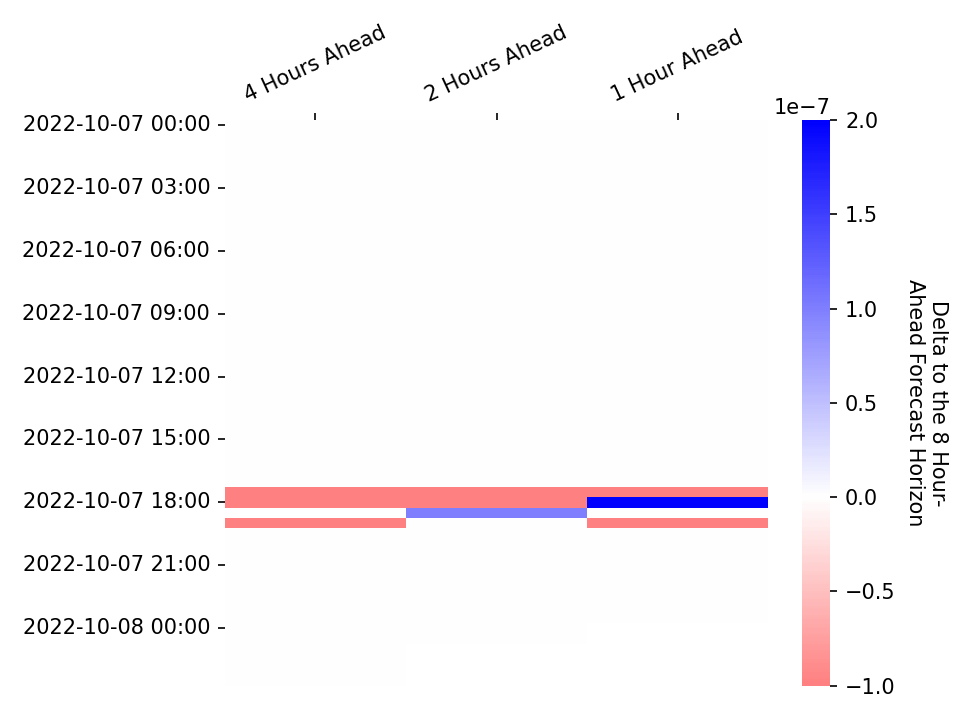 4 Hours Ahead
2 Hours Ahead
1 Hour Ahead
1e−7
2022-10-07 00:00
2022-10-07 03:00
2022-10-07 06:00
2022-10-07 09:00
2022-10-07 12:00
2022-10-07 15:00
2022-10-07 18:00
2022-10-07 21:00
2022-10-08 00:00
2.0
1.5
1.0
0.5
0.0
−0.5
−1.0
Delta to the 8 Hour-
Ahead Forecast Horizon